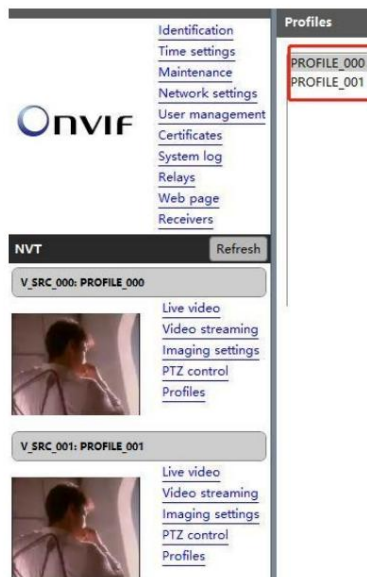 Identification
Time settings
Maintenance
Network settings
User management
Certificates
System log
Relays
Web page
Receivers
ONVIF
NVT
Refresh
V_SRC_000: PROFILE_000
Live video
Video streaming
Imaging settings
PTZ control
Profiles
V_SRC_001: PROFILE_001
Live video
Video streaming
Imaging settings
PTZ control
Profiles
Profiles
PROFILE_000
PROFILE_001